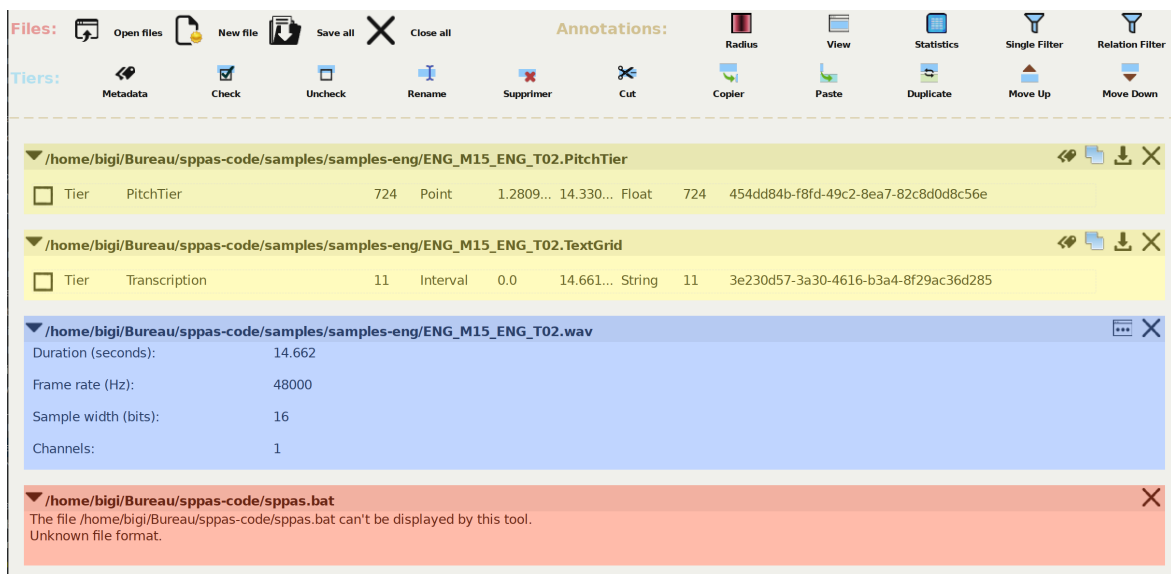 Files: Open files New file Save all Close all Annotations: Radius View Statistics Single Filter Relation Filter
Tiers: Metadata Check Uncheck Rename Supprimer Cut Copier Paste Duplicate Move Up Move Down
/home/bigi/Bureau/sppas-code/samples/samples-eng/ENG_M15_ENG_T02.PitchTier
Tier PitchTier 724 Point 1.2809... 14.330... Float 724 454dd84b-f8fd-49c2-8ea7-82c8d0d8c56e
/home/bigi/Bureau/sppas-code/samples/samples-eng/ENG_M15_ENG_T02.TextGrid
Tier Transcription 11 Interval 0.0 14.661... String 11 3e230d57-3a30-4616-b3a4-8f29ac36d285
/home/bigi/Bureau/sppas-code/samples/samples-eng/ENG_M15_ENG_T02.wav
Duration (seconds): 14.662
Frame rate (Hz): 48000
Sample width (bits): 16
Channels: 1
/home/bigi/Bureau/sppas-code/sppas.bat
The file /home/bigi/Bureau/sppas-code/sppas.bat can't be displayed by this tool.
Unknown file format.